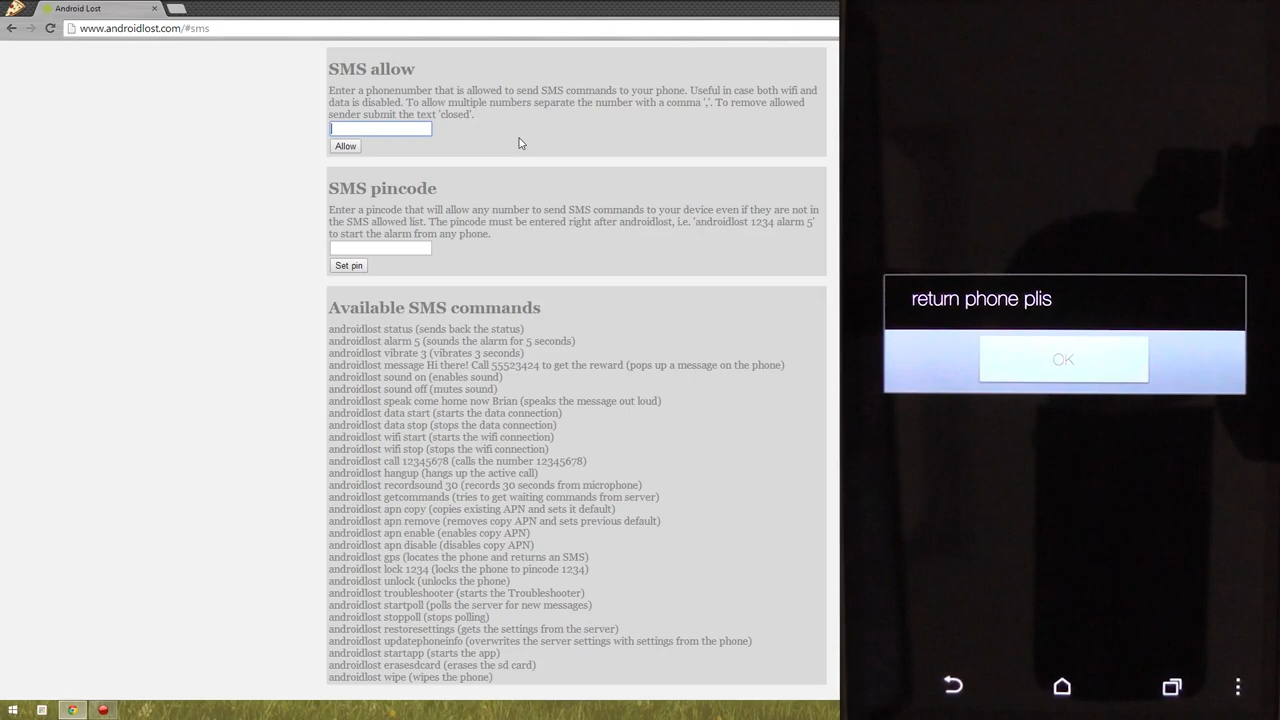 Android Lost
www.androidlost.com/#sms
SMS allow
Enter a phonenumber that is allowed to send SMS commands to your phone. Useful in case both wifi and
data is disabled. To allow multiple numbers separate the number with a comma ','. To remove allowed
sender submit the text 'closed'.
Allow
SMS pincode
Enter a pincode that will allow any number to send SMS commands to your device even if they are not in
the SMS allowed list. The pincode must be entered right after androidlost, i.e. 'androidlost 1234 alarm 5'
to start the alarm from any phone.
Set pin
Available SMS commands
androidlost status (sends back the status)
androidlost alarm 5 (sounds the alarm for 5 seconds)
androidlost vibrate 3 (vibrates 3 seconds)
androidlost message Hi there! Call 55523424 to get the reward (pops up a message on the phone)
androidlost sound on (enables sound)
androidlost sound off (mutes sound)
androidlost speak come home now Brian (speaks the message out loud)
androidlost data start (starts the data connection)
androidlost data stop (stops the data connection)
androidlost wifi start (starts the wifi connection)
androidlost wifi stop (stops the wifi connection)
androidlost call 12345678 (calls the number 12345678)
androidlost hangup (hangs up the active call)
androidlost recordsound 30 (records 30 seconds from microphone)
androidlost getcommands (tries to get waiting commands from server)
androidlost apn copy (copies existing APN and sets it default)
androidlost apn remove (removes copy APN and sets previous default)
androidlost apn enable (enables copy APN)
androidlost apn disable (disables copy APN)
androidlost gps (locates the phone and returns an SMS)
androidlost lock 1234 (locks the phone to pincode 1234)
androidlost unlock (unlocks the phone)
androidlost troubleshooter (starts the Troubleshooter)
androidlost startpoll (polls the server for new messages)
androidlost stoppoll (stops polling)
androidlost restoresettings (gets the settings from the server)
androidlost updatephoneinfo (overwrites the server settings with settings from the phone)
androidlost startapp (starts the app)
androidlost erasesdcard (erases the sd card)
androidlost wipe (wipes the phone)
return phone plis
OK